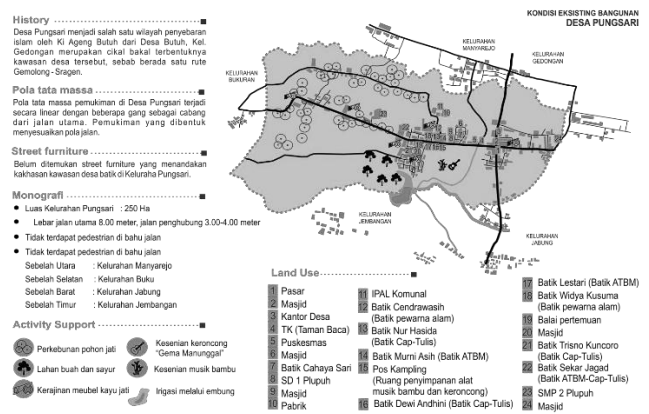 KONDISI EKSISTING BANGUNAN
DESA PUNGSARI
History
Desa Pungsari menjadi salah satu wilayah penyebaran
islam oleh Ki Ageng Butuh dari Desa Butuh, Kel.
Gedongan merupakan cikal bakal terbentuknya
kawasan desa tersebut, sebab berada satu rute
Gemolong - Sragen.
Pola tata massa
Pola tata massa pemukiman di Desa Pungsari terjadi
secara linear dengan beberapa gang sebagai cabang
dari jalan utama. Pemukiman yang dibentuk
menyesuaikan pola jalan.
Street furniture
Belum ditemukan street furniture yang menandakan
kakhasan kawasan desa batik di Keluraha Pungsari.
Monografi
Luas Kelurahan Pungsari : 250 Ha
Lebar jalan utama 8.00 meter, jalan penghubung 3.00-4.00 meter
Tidak terdapat pedestrian di bahu jalan
Tidak terdapat pedestrian di bahu jalan
Sebelah Utara : Kelurahan Manyarejo
Sebelah Selatan : Kelurahan Buku
Sebelah Barat : Kelurahan Jabung
Sebelah Timur : Kelurahan Jembangan
Activity Support
Perkebunan pohon jati
Lahan buah dan sayur
Kerajinan meubel kayu jati
Kesenian keroncong
"Gema Manunggal"
Kesenian musik bambu
Irigasi melalui embung
KELURAHAN
MANYAREJO
KELURAHAN
GEDONGAN
KELURAHAN
BUKURAN
KELURAHAN
JEMBANGAN
KELURAHAN
JABUNG
Land Use
1 Pasar
2 Masjid
3 Kantor Desa
4 TK (Taman Baca)
5 Puskesmas
6 Masjid
7 Batik Cahaya Sari
8 SD 1 Plupuh
9 Masjid
10 Pabrik
11 IPAL Komunal
12 Batik Cendrawasih
(Batik pewarna alam)
13 Batik Nur Hasida
(Batik Cap-Tulis)
14 Batik Murni Asih (Batik ATBM)
15 Pos Kampling
(Ruang penyimpanan alat
musik bambu dan keroncong)
16 Batik Dewi Andhini (Batik Cap-Tulis)
17 Batik Lestari (Batik ATBM)
18 Batik Widya Kusuma
(Batik pewarna alam)
19 Balai pertemuan
20 Masjid
21 Batik Trisno Kuncoro
(Batik Cap-Tulis)
22 Batik Sekar Jagad
(Batik ATBM-Cap-Tulis)
23 SMP 2 Plupuh
24 Masjid